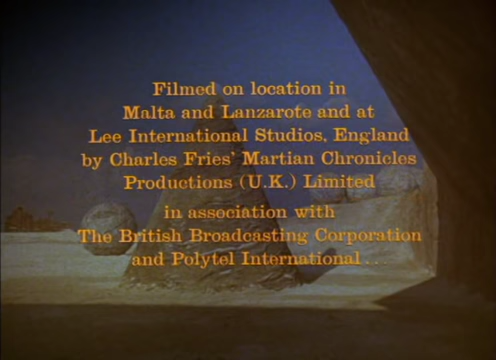 Filmed on location in
Malta and Lanzarote and at
Lee International Studios, England
by Charles Fries' Martian Chronicles
Productions (U.K.) Limited
in association with
The British Broadcasting Corporation
and Polytel International...